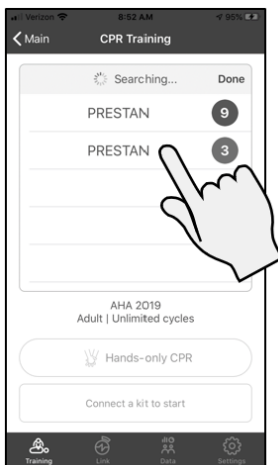 Verizon 8:52 AM 95%
Main CPR Training
Searching... Done
PRESTAN 9
PRESTAN 3
AHA 2019
Adult | Unlimited cycles
Hands-only CPR
Connect a kit to start
Training Link Data Settings